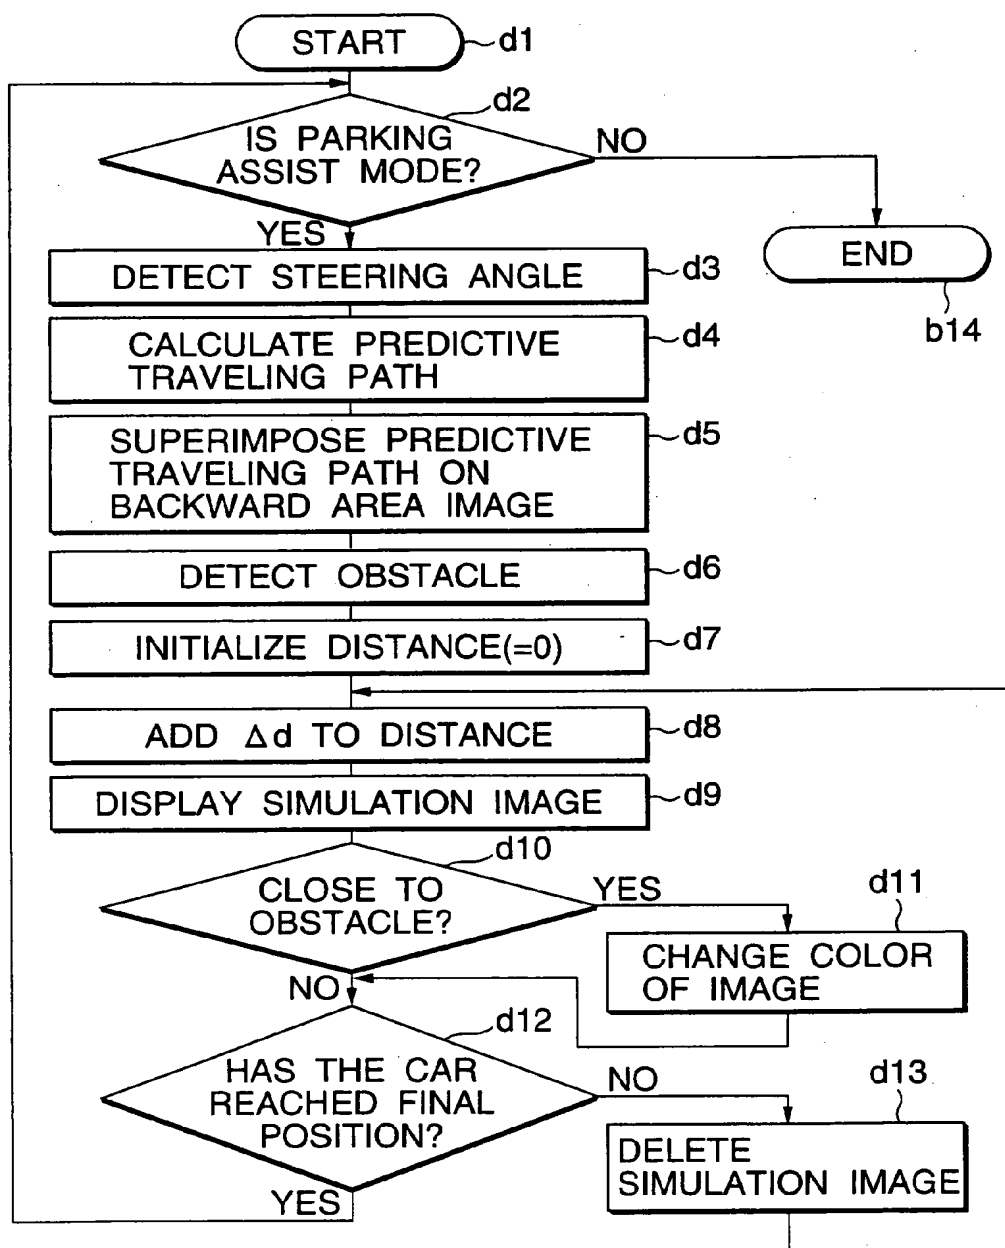 START
d1
d2
IS PARKING
ASSIST MODE?
NO
YES
END
b14
DETECT STEERING ANGLE
d3
CALCULATE PREDICTIVE
TRAVELING PATH
d4
SUPERIMPOSE PREDICTIVE
TRAVELING PATH ON
BACKWARD AREA IMAGE
d5
DETECT OBSTACLE
d6
INITIALIZE DISTANCE(=0)
d7
ADD Δd TO DISTANCE
d8
DISPLAY SIMULATION IMAGE
d9
d10
CLOSE TO
OBSTACLE?
YES
d11
CHANGE COLOR
OF IMAGE
NO
d12
HAS THE CAR
REACHED FINAL
POSITION?
NO
d13
DELETE
SIMULATION IMAGE
YES